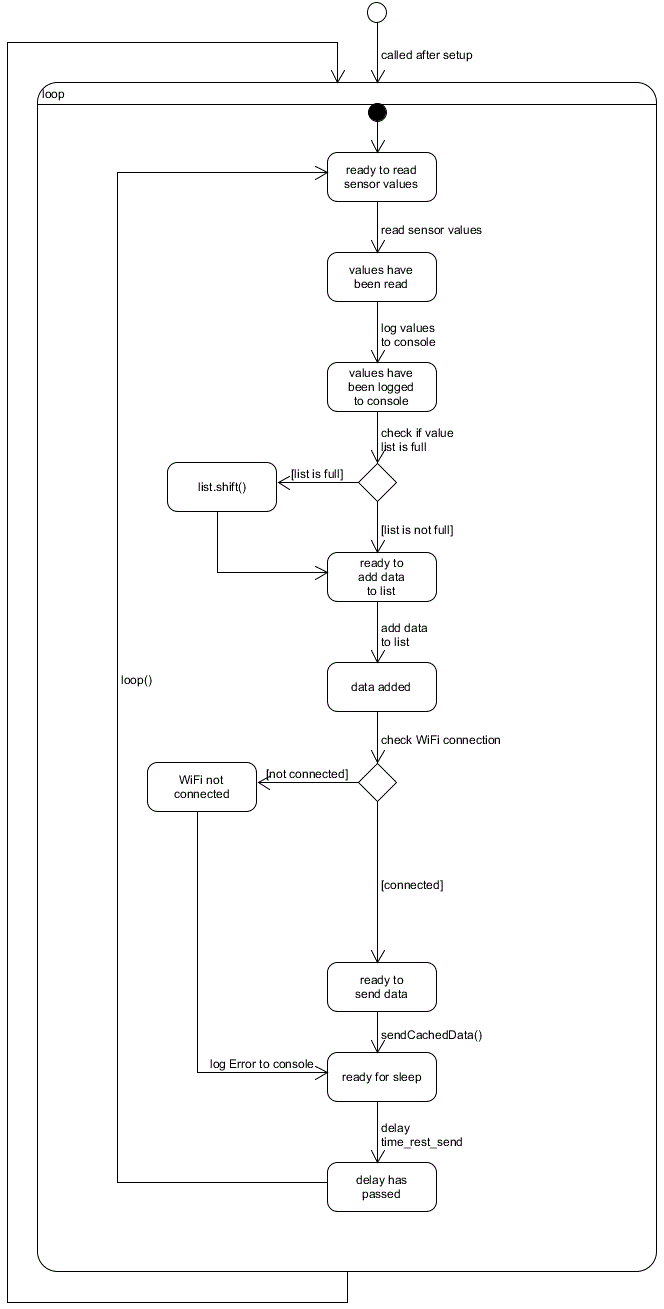 called after setup
loop
ready to read
sensor values
read sensor values
values have
been read
log values
to console
values have
been logged
to console
check if value
list is full
[list is full]
list.shift()
[list is not full]
ready to
add data
to list
add data
to list
loop()
data added
check WiFi connection
[not connected]
WiFi not
connected
[connected]
ready to
send data
sendCachedData()
log Error to console
ready for sleep
delay
time_rest_send
delay has
passed